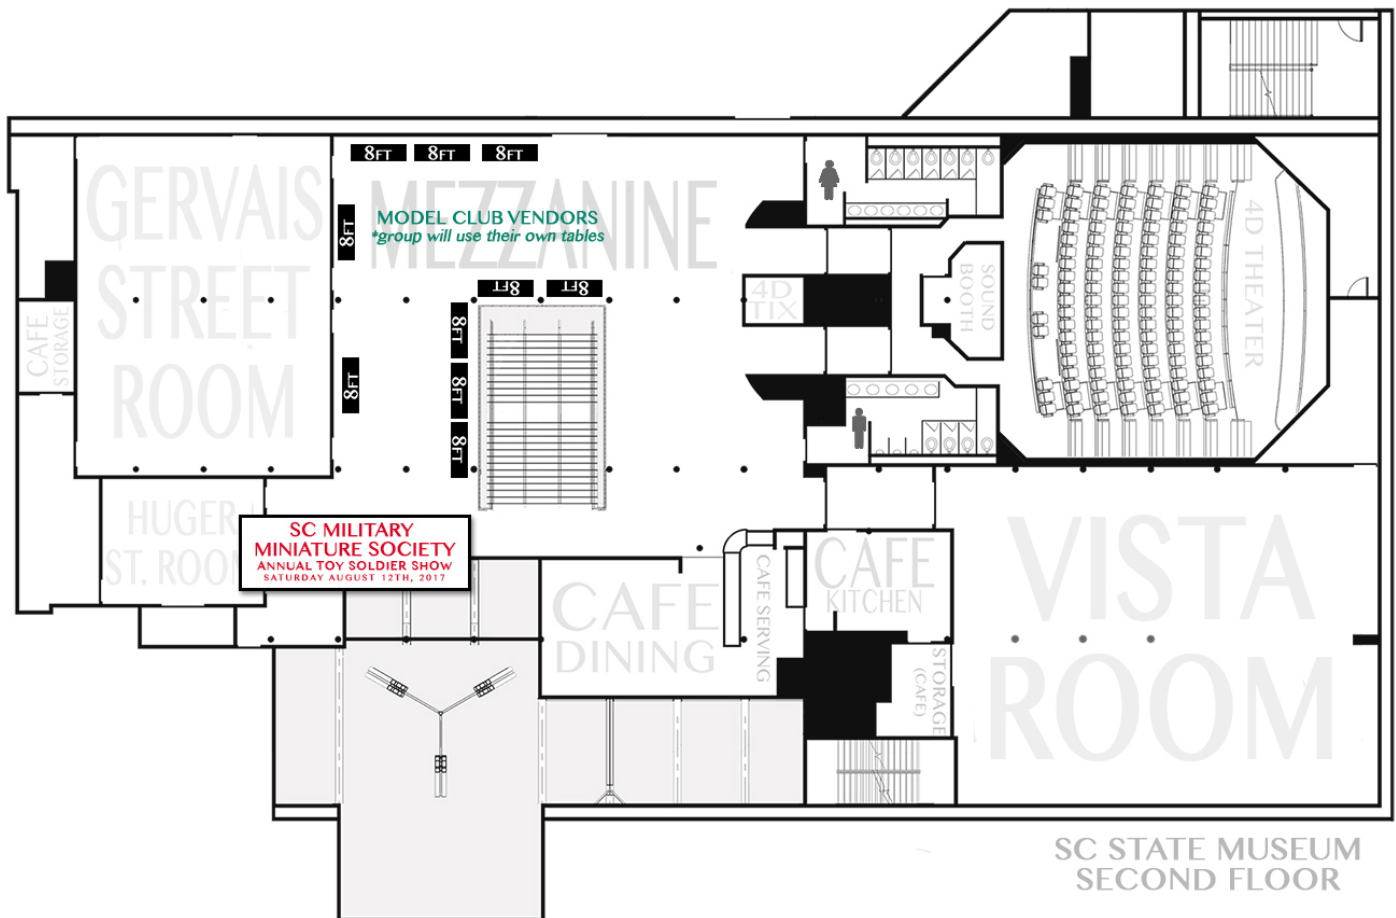 8FT 8FT 8FT
GERVAIS
STREET
ROOM
MEZZANINE
8FT
MODEL CLUB VENDORS
*group will use their own tables
8FT 8FT
8FT
8FT
8FT
8FT
CAFE
STORAGE
4D
TIX
SOUND
BOOTH
4D THEATER
HUGER
ST. ROOM
SC MILITARY
MINIATURE SOCIETY
ANNUAL TOY SOLDIER SHOW
SATURDAY AUGUST 12TH, 2017
CAFE
DINING
CAFE SERVING
CAFE
KITCHEN
STORAGE
(CAFE)
VISTA
ROOM
SC STATE MUSEUM
SECOND FLOOR